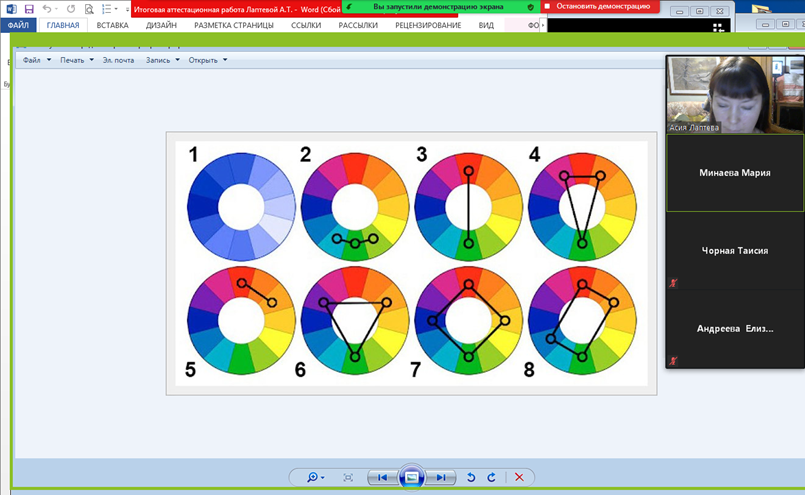 Итоговая аттестационная работа Лаптевой А.Т. - Word (Сбой
Вы запустили демонстрацию экрана
Остановить демонстрацию
ФАЙЛ ГЛАВНАЯ ВСТАВКА ДИЗАЙН РАЗМЕТКА СТРАНИЦЫ ССЫЛКИ РАССЫЛКИ РЕЦЕНЗИРОВАНИЕ ВИД ФО
Файл Печать Эл. почта Запись Открыть
1 2 3 4
5 6 7 8
Асия Лаптева
Минаева Мария
Чорная Таисия
Андреева Елиз...